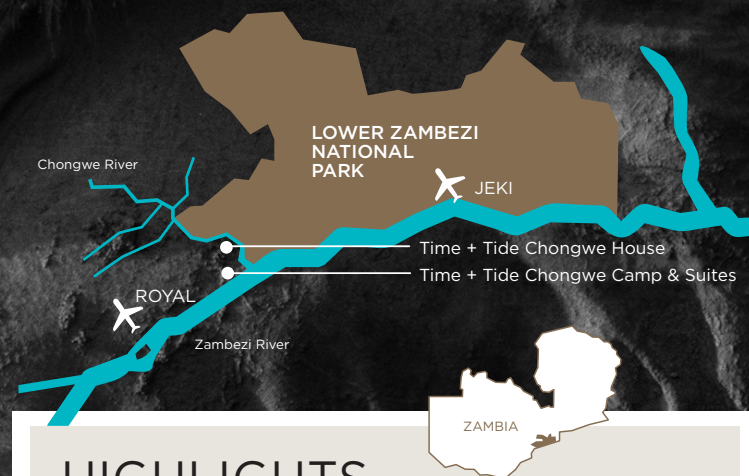 LOWER ZAMBEZI
NATIONAL
PARK
Chongwe River
JEKI
Time + Tide Chongwe House
Time + Tide Chongwe Camp & Suites
ROYAL
Zambezi River
ZAMBIA
HIGHLIGHTS